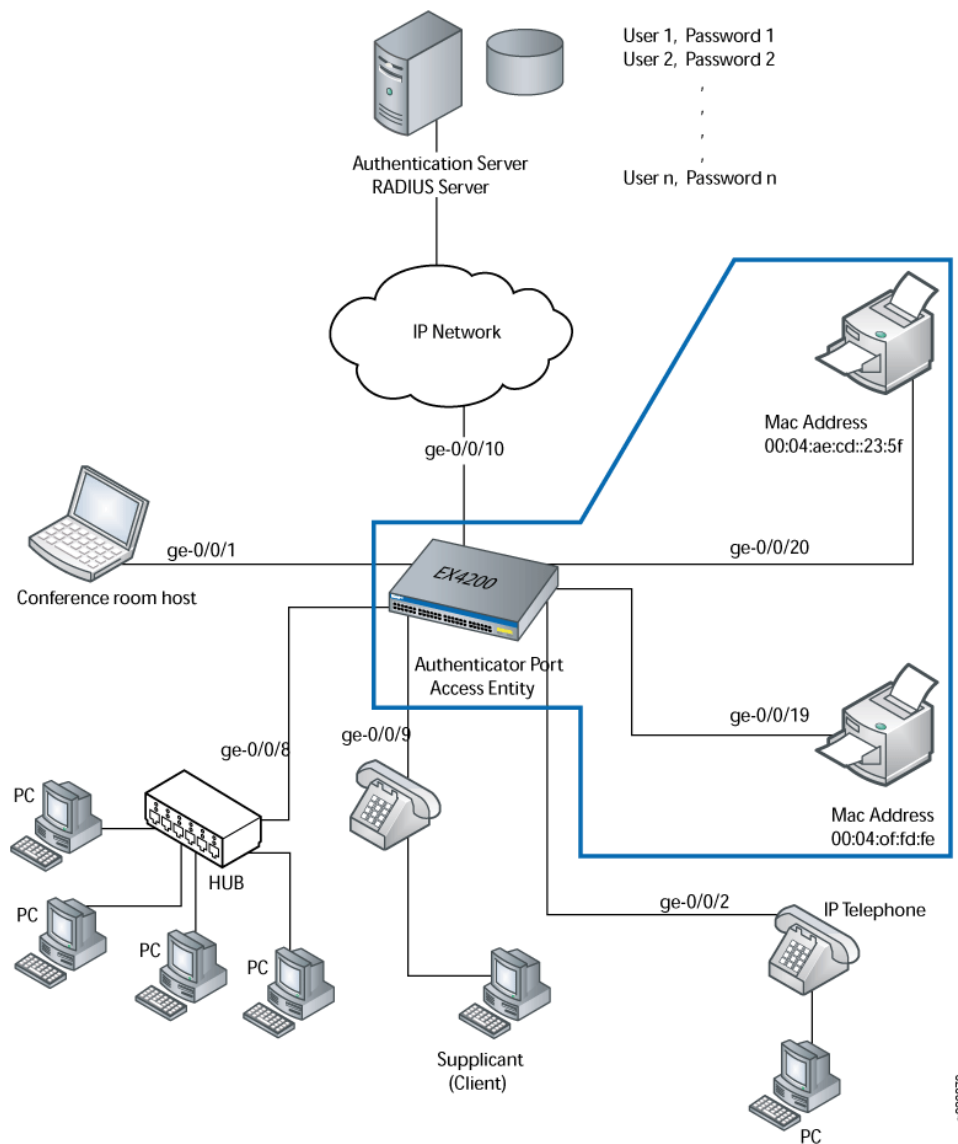 User 1, Password 1
User 2, Password 2
,
,
,
,
User n, Password n
Authentication Server
RADIUS Server
IP Network
ge-0/0/10
Mac Address
00:04:ae:cd::23:5f
ge-0/0/1
ge-0/0/20
EX4200
Conference room host
Authenticator Port
Access Entity
ge-0/0/19
ge-0/0/8
ge-0/0/9
PC
Mac Address
00:04:of:fd:fe
HUB
ge-0/0/2
IP Telephone
PC
PC
PC
Supplicant
(Client)
PC